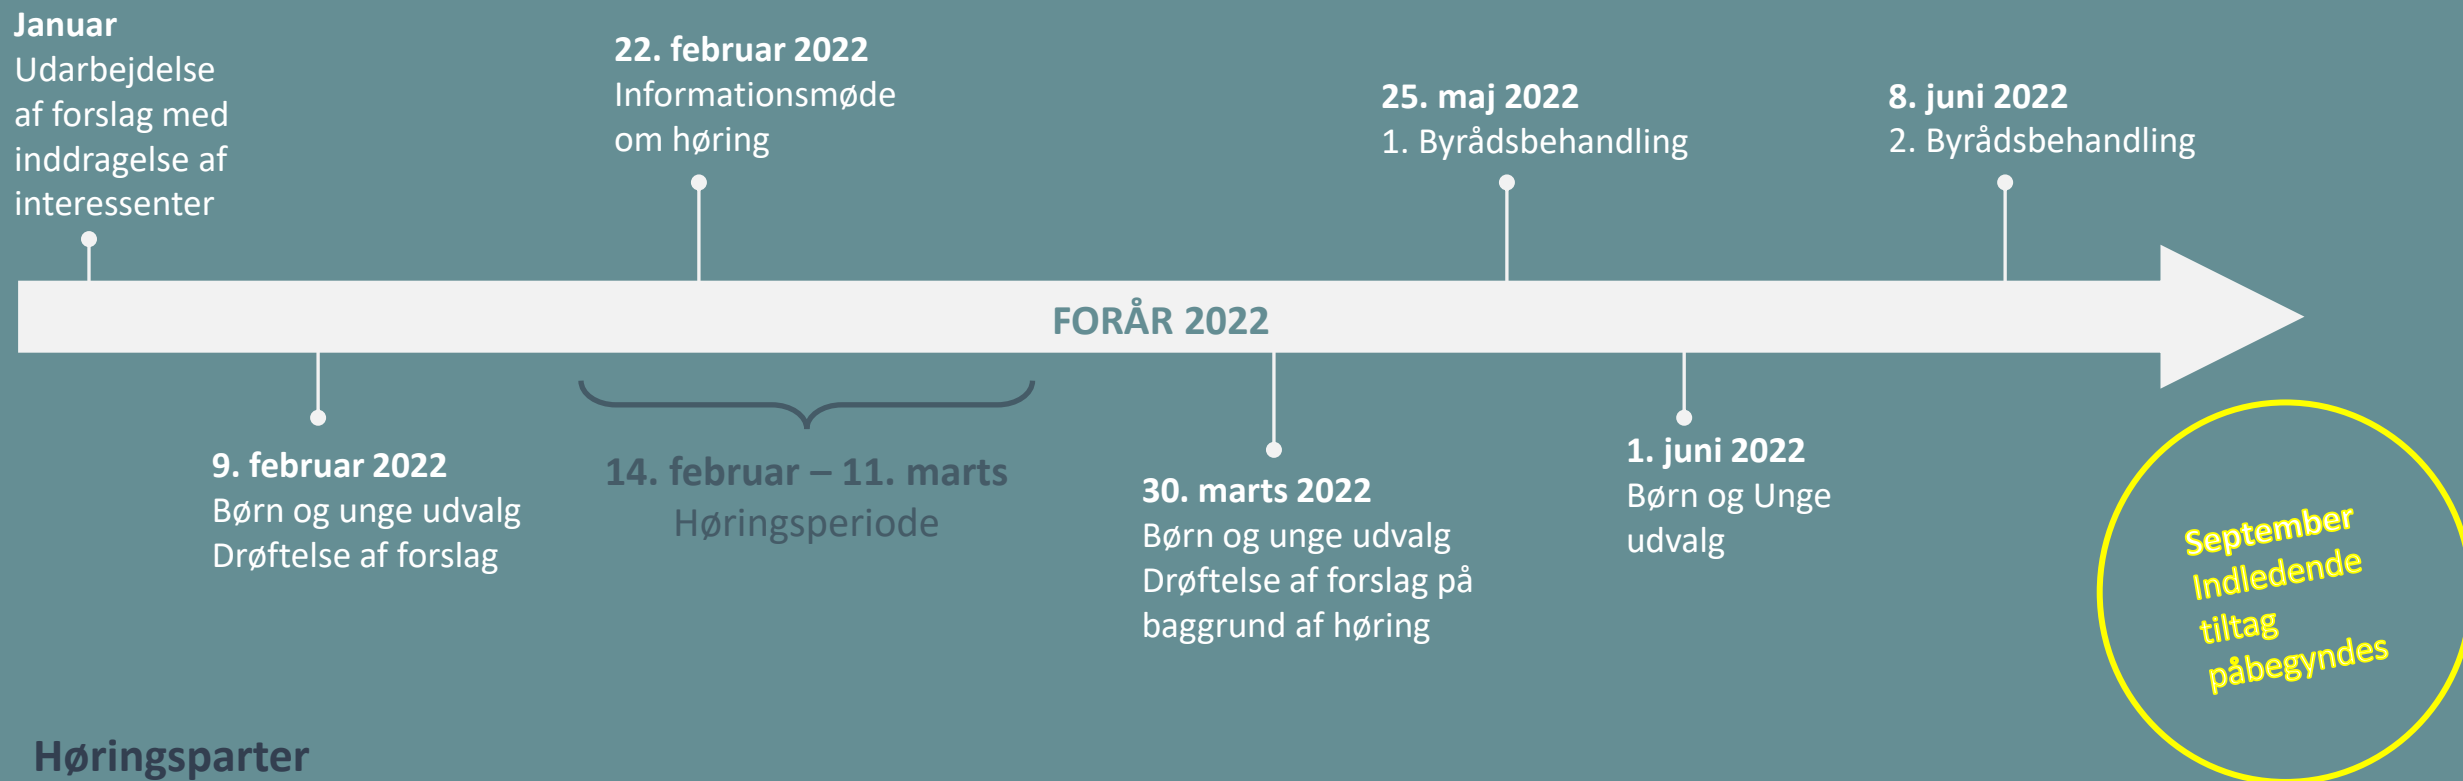 Januar
Udarbejdelse
af forslag med
inddragelse af
interessenter
22. februar 2022
Informationsmøde
om høring
25. maj 2022
1. Byrådsbehandling
8. juni 2022
2. Byrådsbehandling
FORÅR 2022
9. februar 2022
Børn og unge udvalg
Drøftelse af forslag
14. februar – 11. marts
Høringsperiode
30. marts 2022
Børn og unge udvalg
Drøftelse af forslag på
baggrund af høring
1. juni 2022
Børn og Unge
udvalg
September
Indledende
tiltag
påbegyndes
Høringsparter